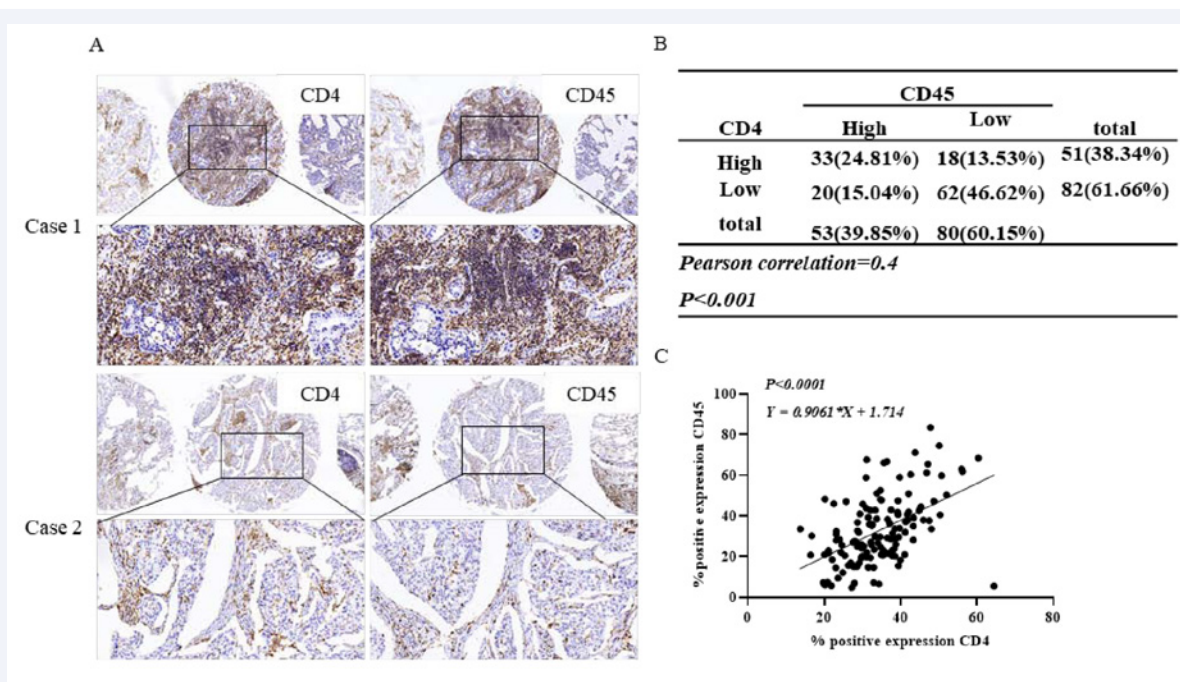 A
CD4
CD45
Case 1
CD4
CD45
Case 2
B
CD45
CD4 High Low total
High 33(24.81%) 18(13.53%) 51(38.34%)
Low 20(15.04%) 62(46.62%) 82(61.66%)
total 53(39.85%) 80(60.15%)
Pearson correlation=0.4
P<0.001
C
P<0.0001
Y = 0.9061*X + 1.714
% positive expression CD45
100
80
60
40
20
0
0 20 40 60 80
% positive expression CD4